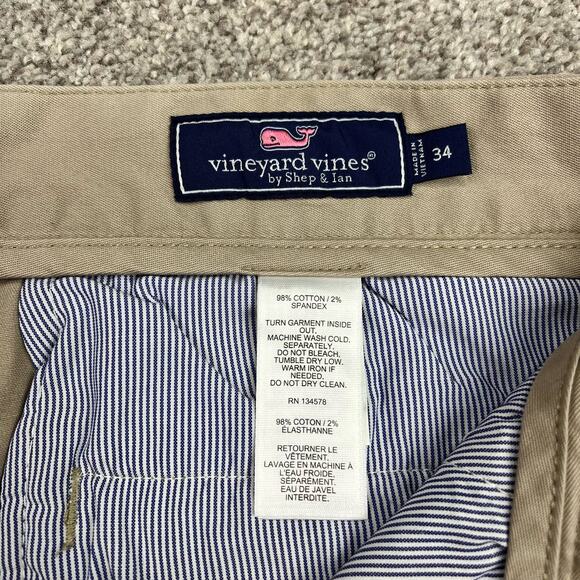 vineyard vines®
by Shep & Ian
MADE IN
VIETNAM
34
98% COTTON / 2%
SPANDEX
TURN GARMENT INSIDE
OUT.
MACHINE WASH COLD.
SEPARATELY.
DO NOT BLEACH.
TUMBLE DRY LOW.
WARM IRON IF
NEEDED.
DO NOT DRY CLEAN.
RN 134578
98% COTON / 2%
ÉLASTHANNE
RETOURNER LE
VÊTEMENT.
LAVAGE EN MACHINE À
L'EAU FROIDE,
SÉPARÉMENT.
EAU DE JAVEL
INTERDITE.